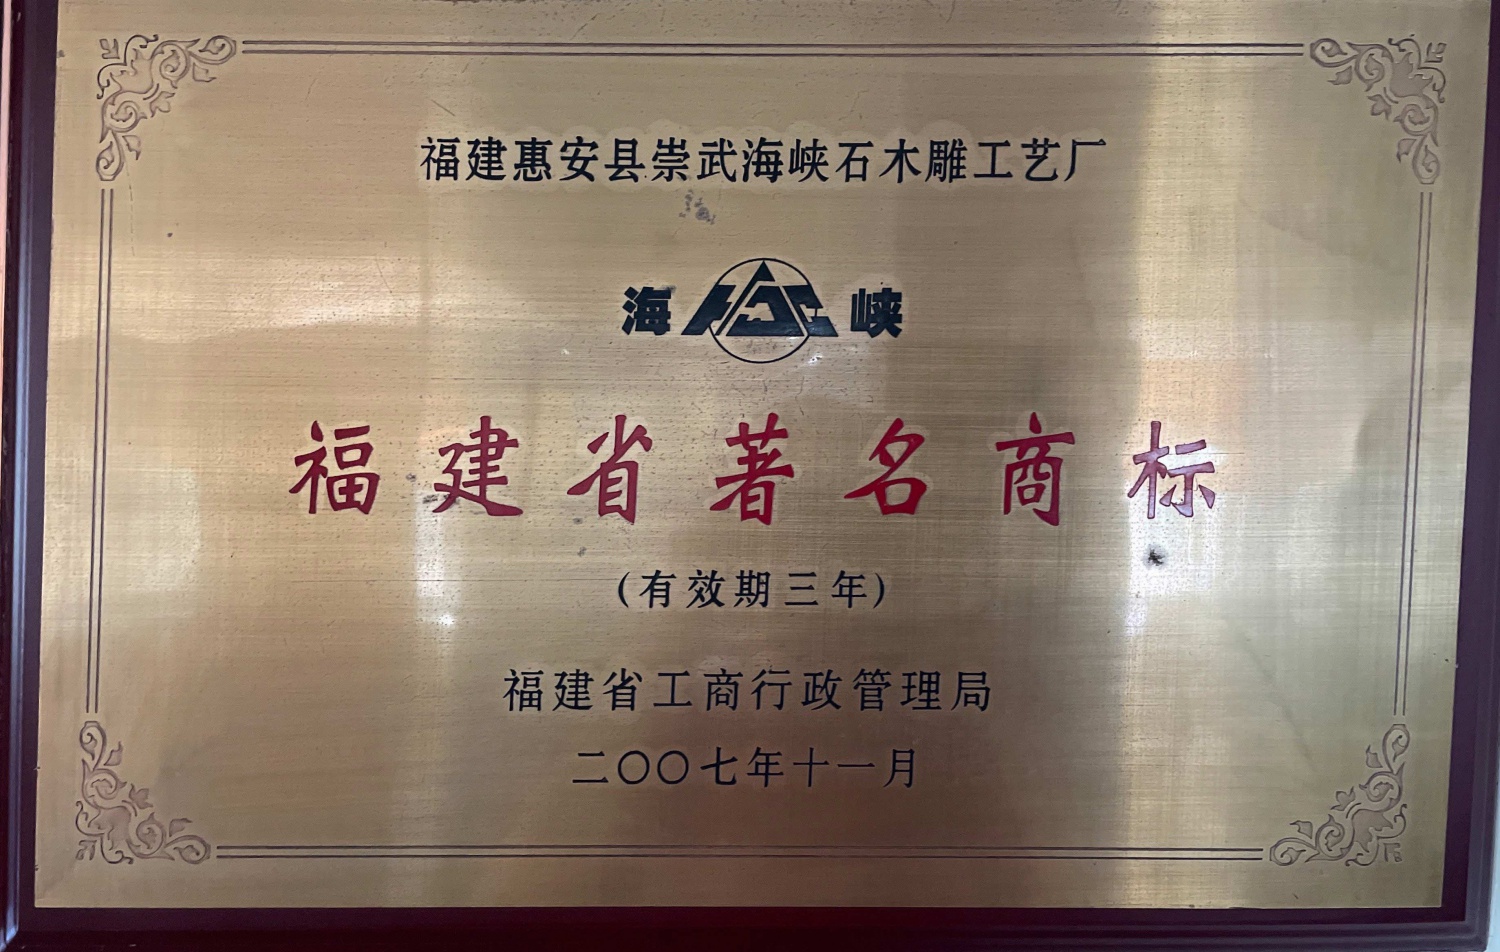 福建惠安县崇武海峡石木雕工艺厂
海 峡
福建省著名商标
(有效期三年)
福建省工商行政管理局
二〇〇七年十一月